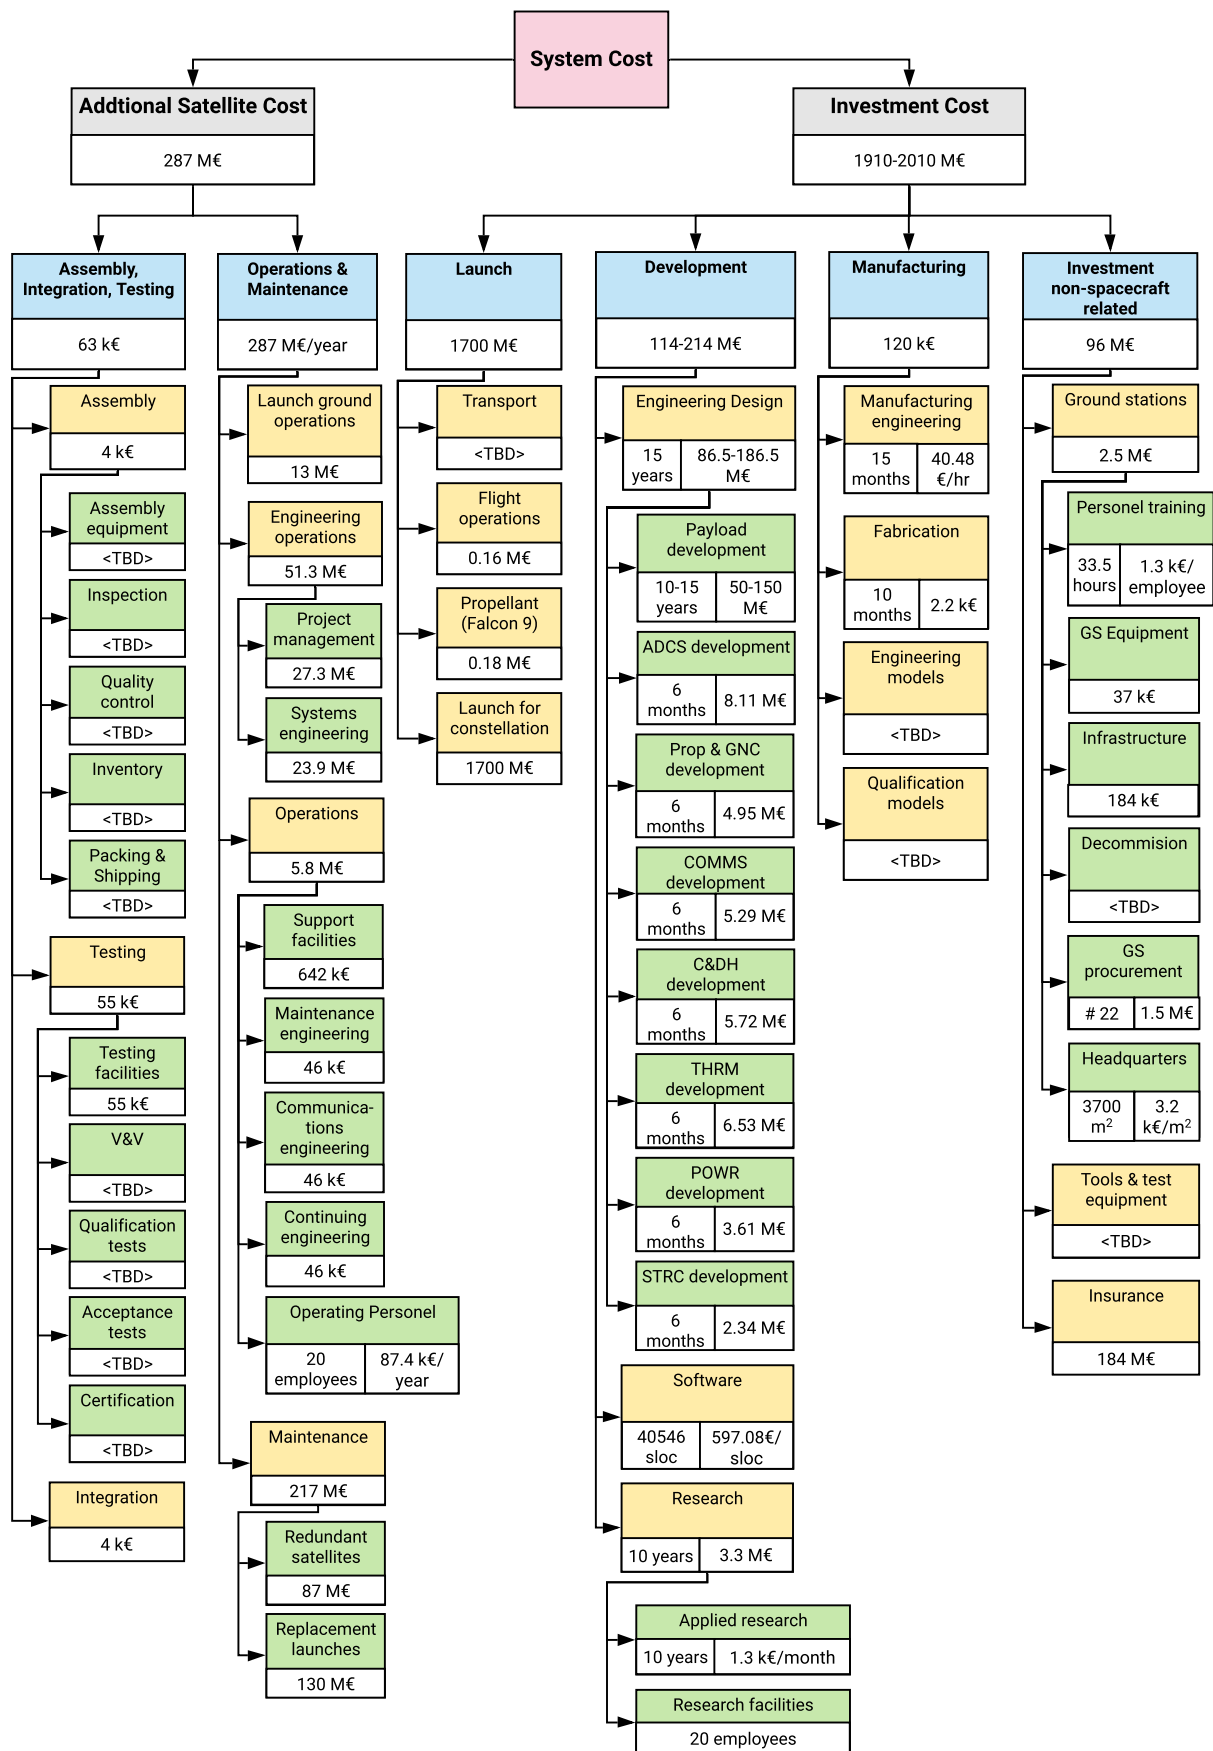 System Cost
Addtional Satellite Cost
287 M€
Investment Cost
1910-2010 M€
Assembly,
Integration, Testing
63 k€
Assembly
4 k€
Assembly
equipment
<TBD>
Inspection
<TBD>
Quality
control
<TBD>
Inventory
<TBD>
Packing &
Shipping
<TBD>
Testing
55 k€
Testing
facilities
55 k€
V&V
<TBD>
Qualification
tests
<TBD>
Acceptance
tests
<TBD>
Certification
<TBD>
Integration
4 k€
Operations &
Maintenance
287 M€/year
Launch ground
operations
13 M€
Engineering
operations
51.3 M€
Project
management
27.3 M€
Systems
engineering
23.9 M€
Operations
5.8 M€
Support
facilities
642 k€
Maintenance
engineering
46 k€
Communica-
tions
engineering
46 k€
Continuing
engineering
46 k€
Operating Personel
20
employees
87.4 k€/
year
Maintenance
217 M€
Redundant
satellites
87 M€
Replacement
launches
130 M€
Launch
1700 M€
Transport
<TBD>
Flight
operations
0.16 M€
Propellant
(Falcon 9)
0.18 M€
Launch for
constellation
1700 M€
Development
114-214 M€
Engineering Design
15
years
86.5-186.5
M€
Payload
development
10-15
years
50-150
M€
ADCS development
6
months
8.11 M€
Prop & GNC
development
6
months
4.95 M€
COMMS
development
6
months
5.29 M€
C&DH
development
6
months
5.72 M€
THRM
development
6
months
6.53 M€
POWR
development
6
months
3.61 M€
STRC development
6
months
2.34 M€
Software
40546
sloc
597.08€/
sloc
Research
10 years
3.3 M€
Applied research
10 years
1.3 k€/month
Research facilities
20 employees
Manufacturing
120 k€
Manufacturing
engineering
15
months
40.48
€/hr
Fabrication
10
months
2.2 k€
Engineering
models
<TBD>
Qualification
models
<TBD>
Investment
non-spacecraft
related
96 M€
Ground stations
2.5 M€
Personel training
33.5
hours
1.3 k€/
employee
GS Equipment
37 k€
Infrastructure
184 k€
Decommision
<TBD>
GS
procurement
# 22
1.5 M€
Headquarters
3700
m²
3.2
k€/m²
Tools & test
equipment
<TBD>
Insurance
184 M€